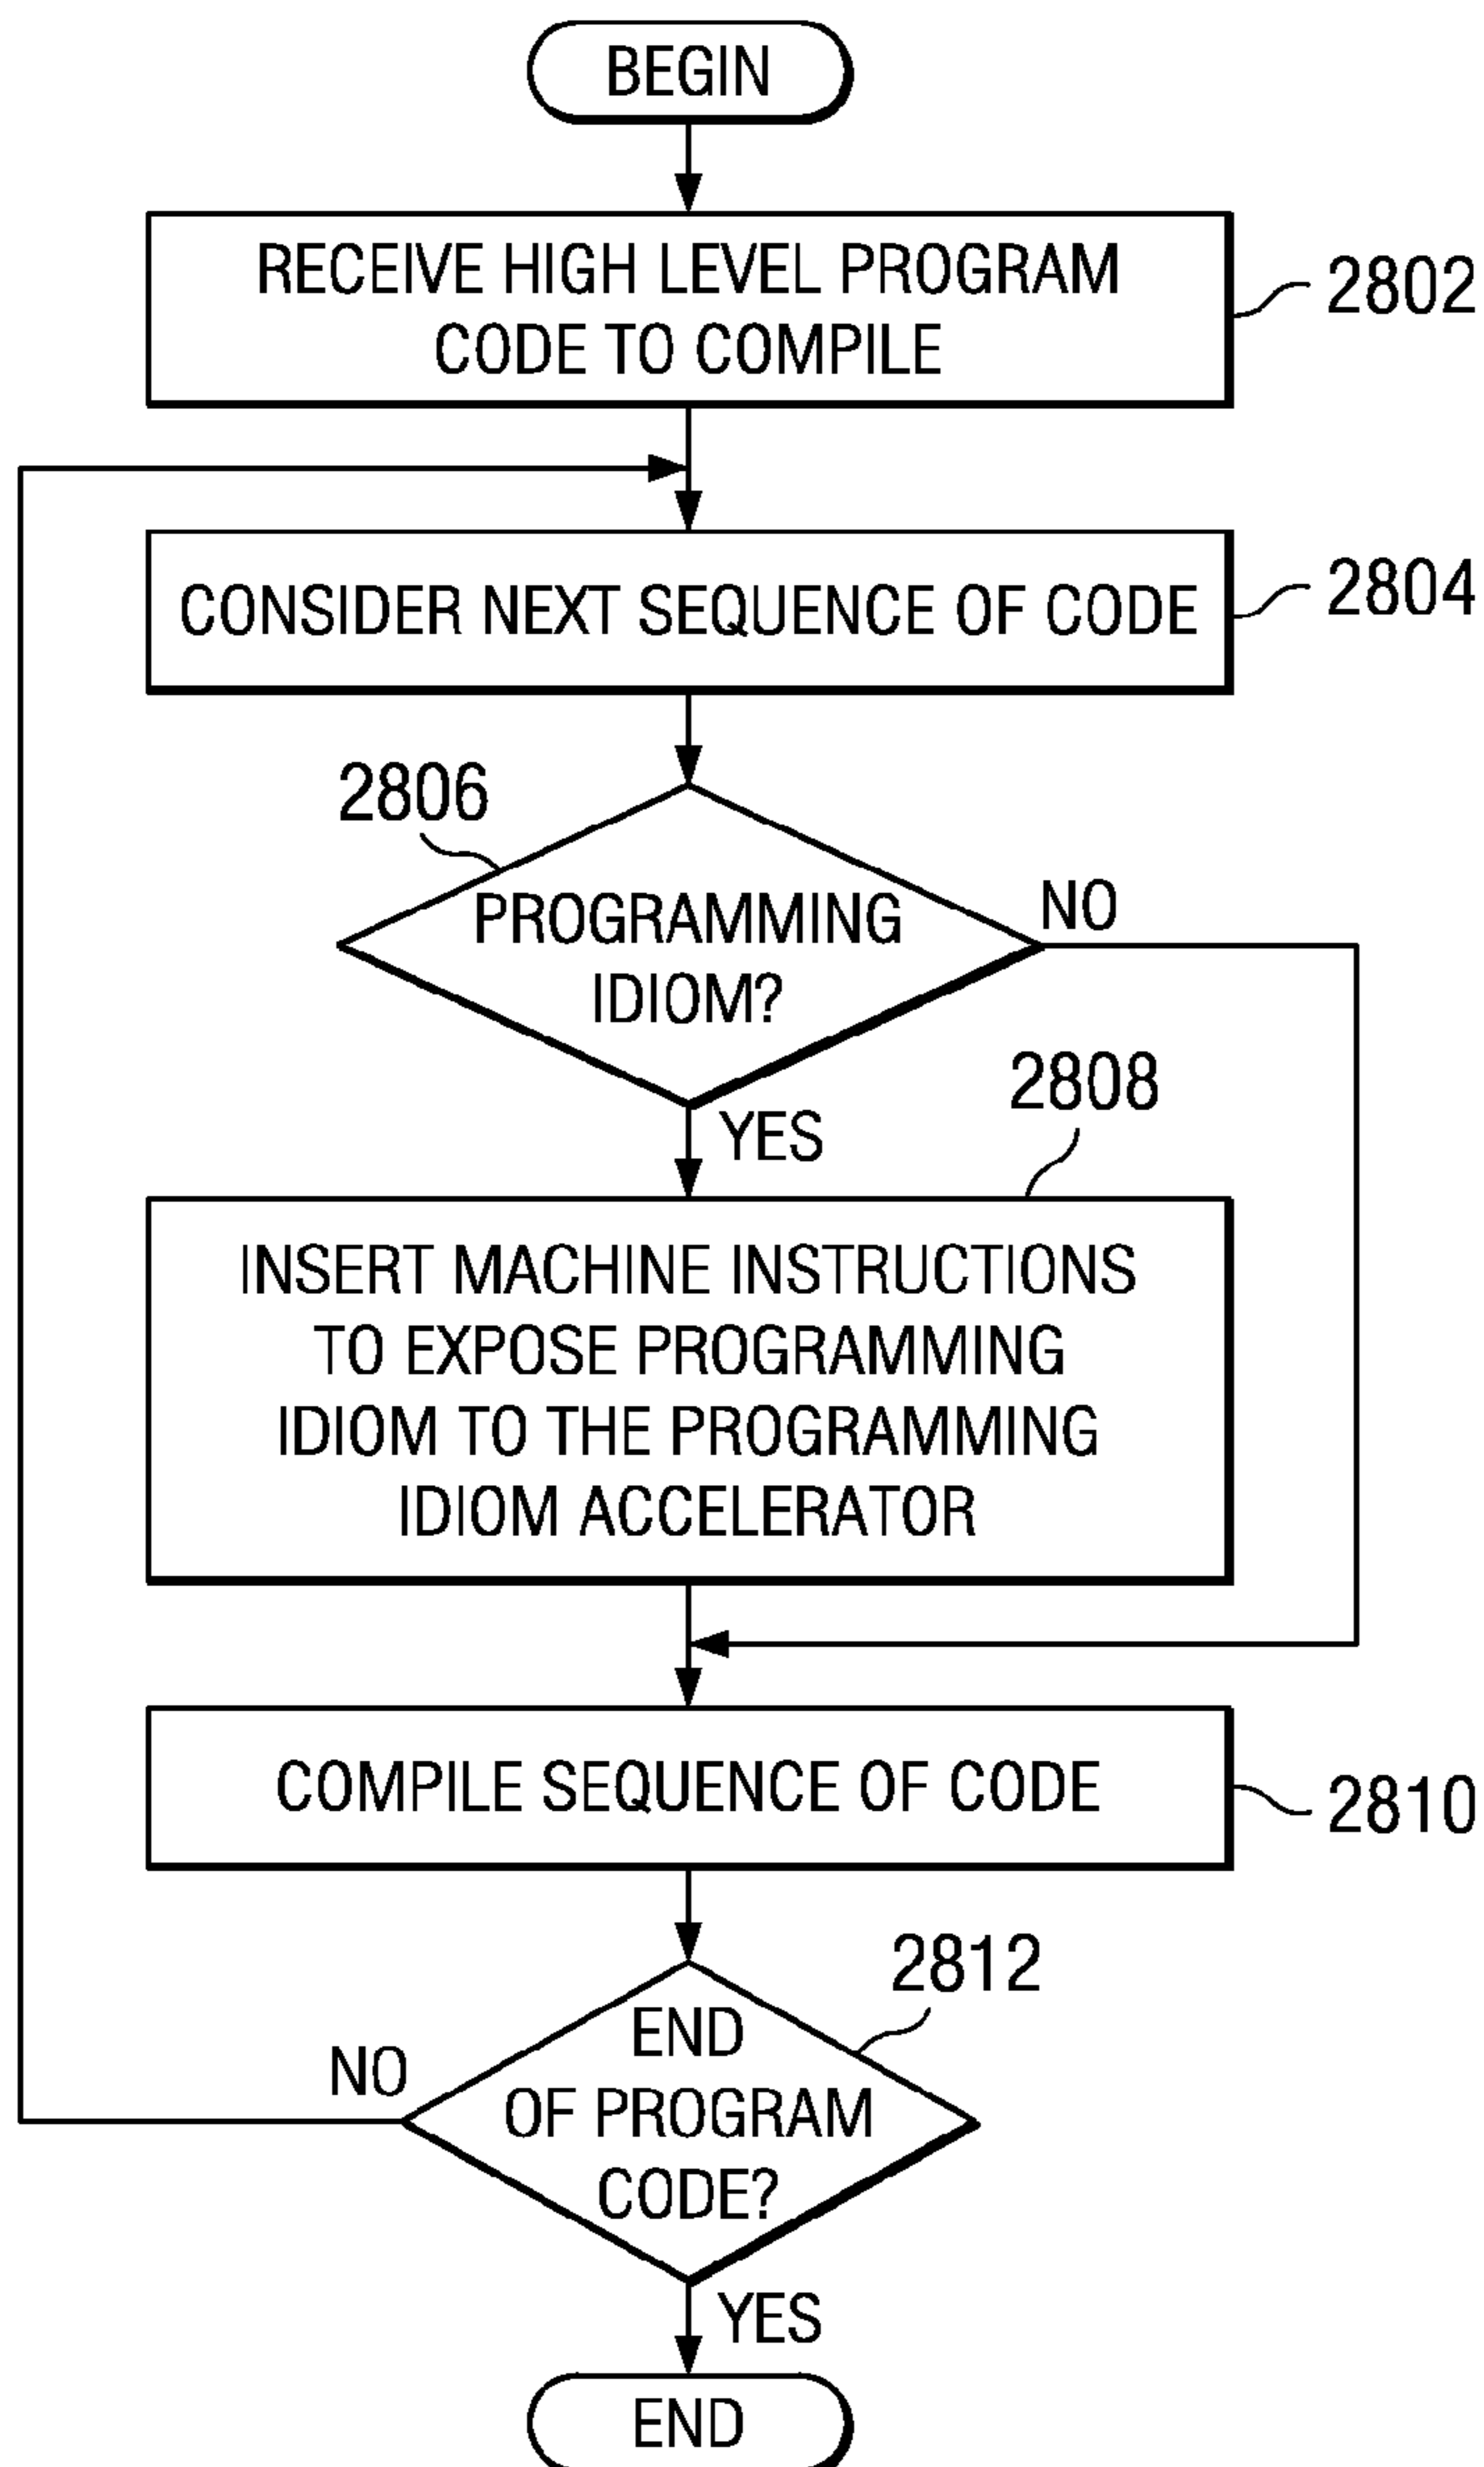 BEGIN
RECEIVE HIGH LEVEL PROGRAM
CODE TO COMPILE
2802
CONSIDER NEXT SEQUENCE OF CODE
2804
2806
PROGRAMMING
IDIOM?
NO
YES
2808
INSERT MACHINE INSTRUCTIONS
TO EXPOSE PROGRAMMING
IDIOM TO THE PROGRAMMING
IDIOM ACCELERATOR
COMPILE SEQUENCE OF CODE
2810
2812
END
OF PROGRAM
CODE?
NO
YES
END